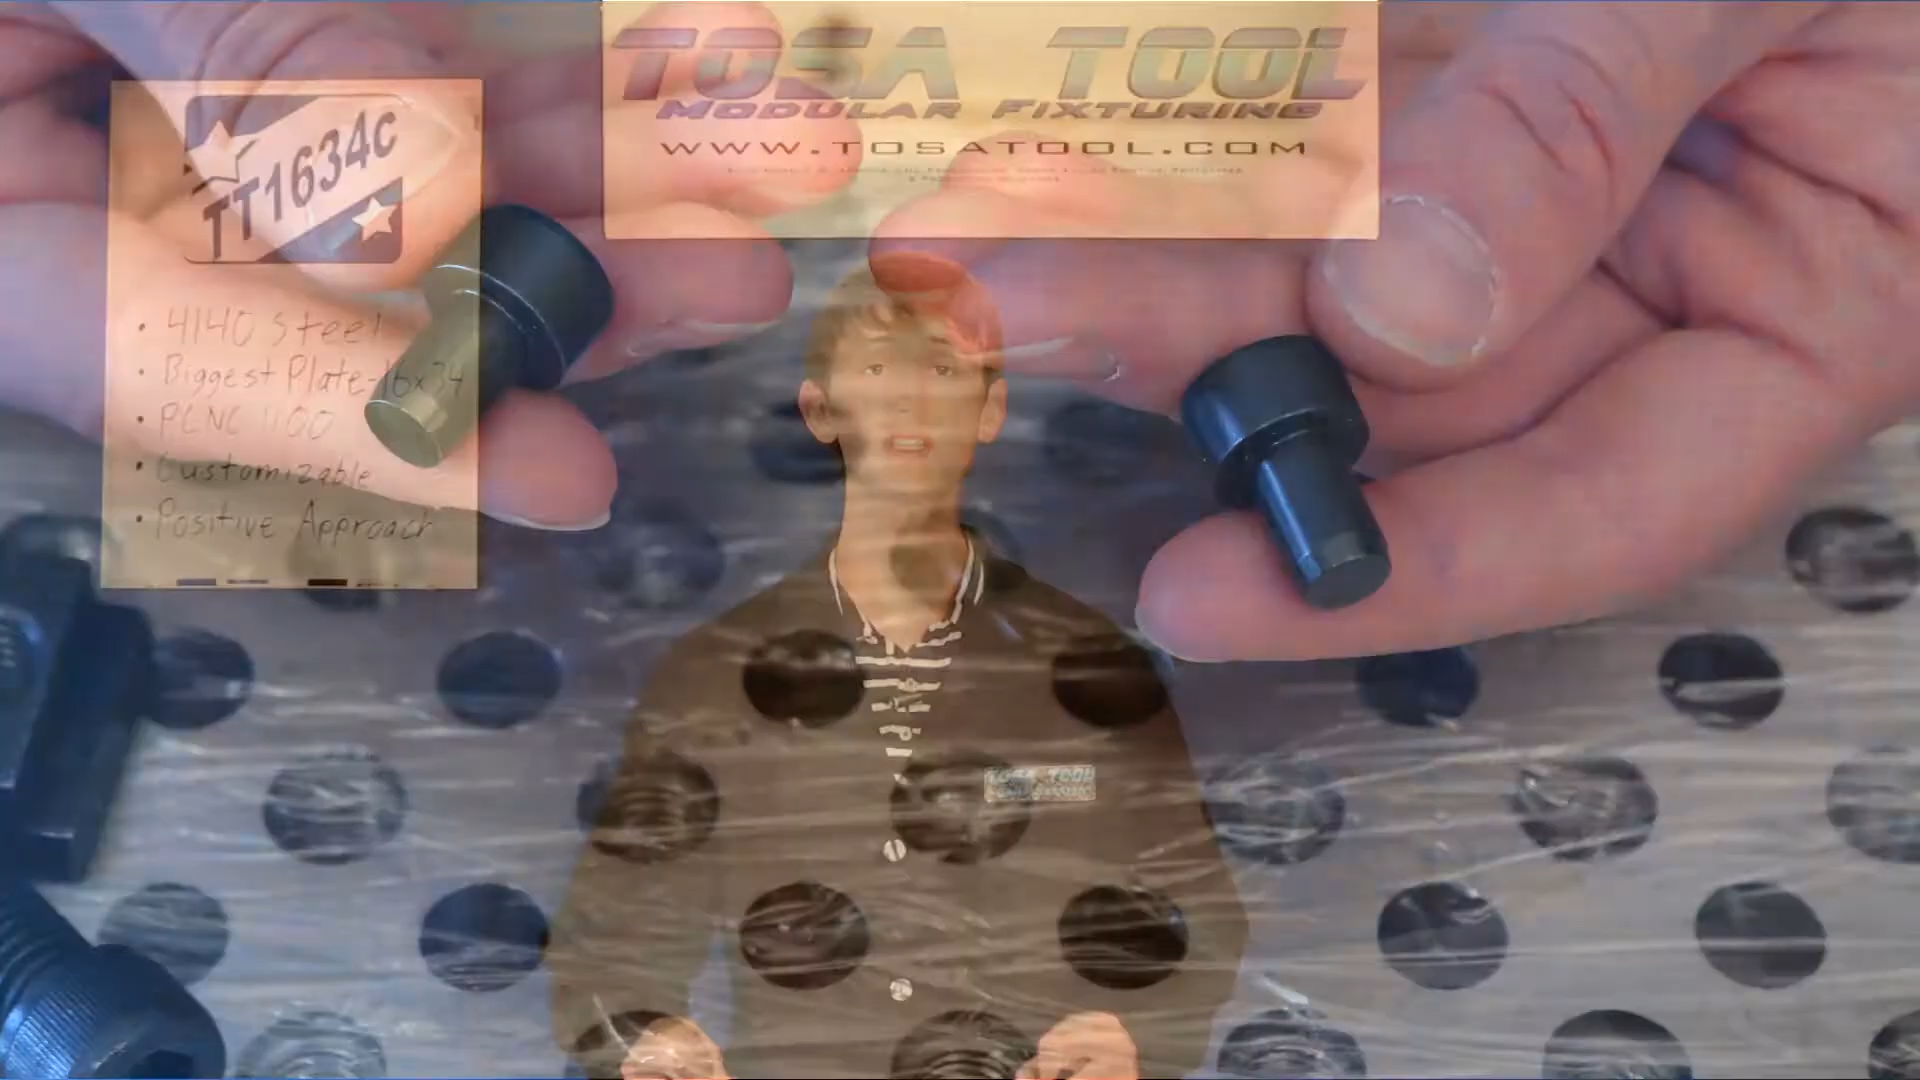 TOSA TOOL
MODULAR FIXTURING
WWW.TOSATOOL.COM
TT1634c
• 4140 Steel
• Biggest Plate-16x34
• PCNC 1100
• Customizable
• Positive Approach
TOSA TOOL